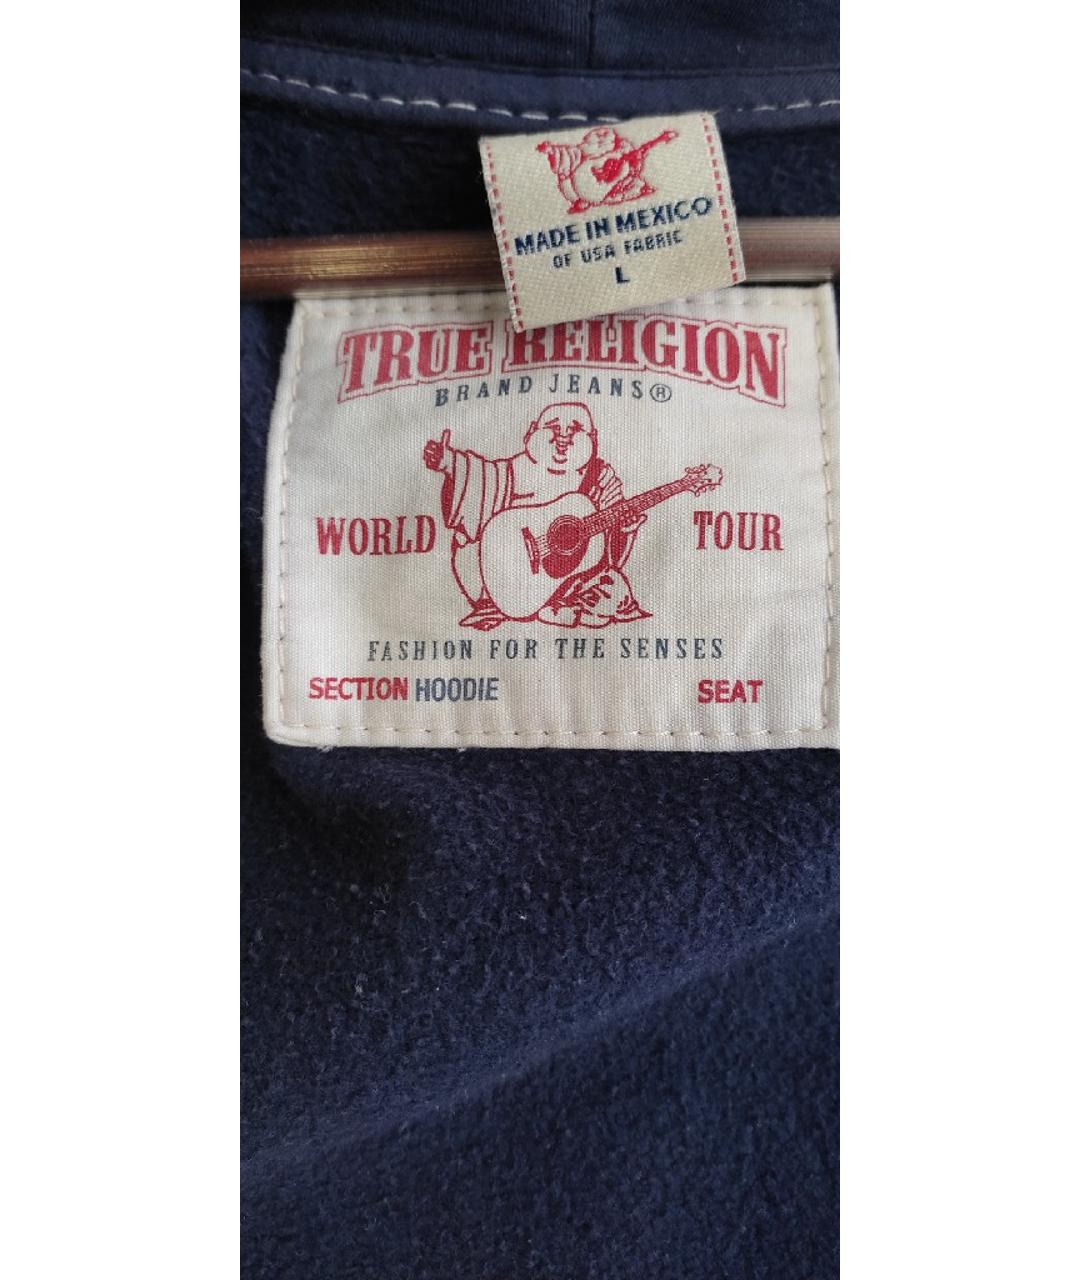 MADE IN MEXICO
OF USA FABRIC
L
TRUE RELIGION
BRAND JEANS®
WORLD TOUR
FASHION FOR THE SENSES
SECTION HOODIE SEAT